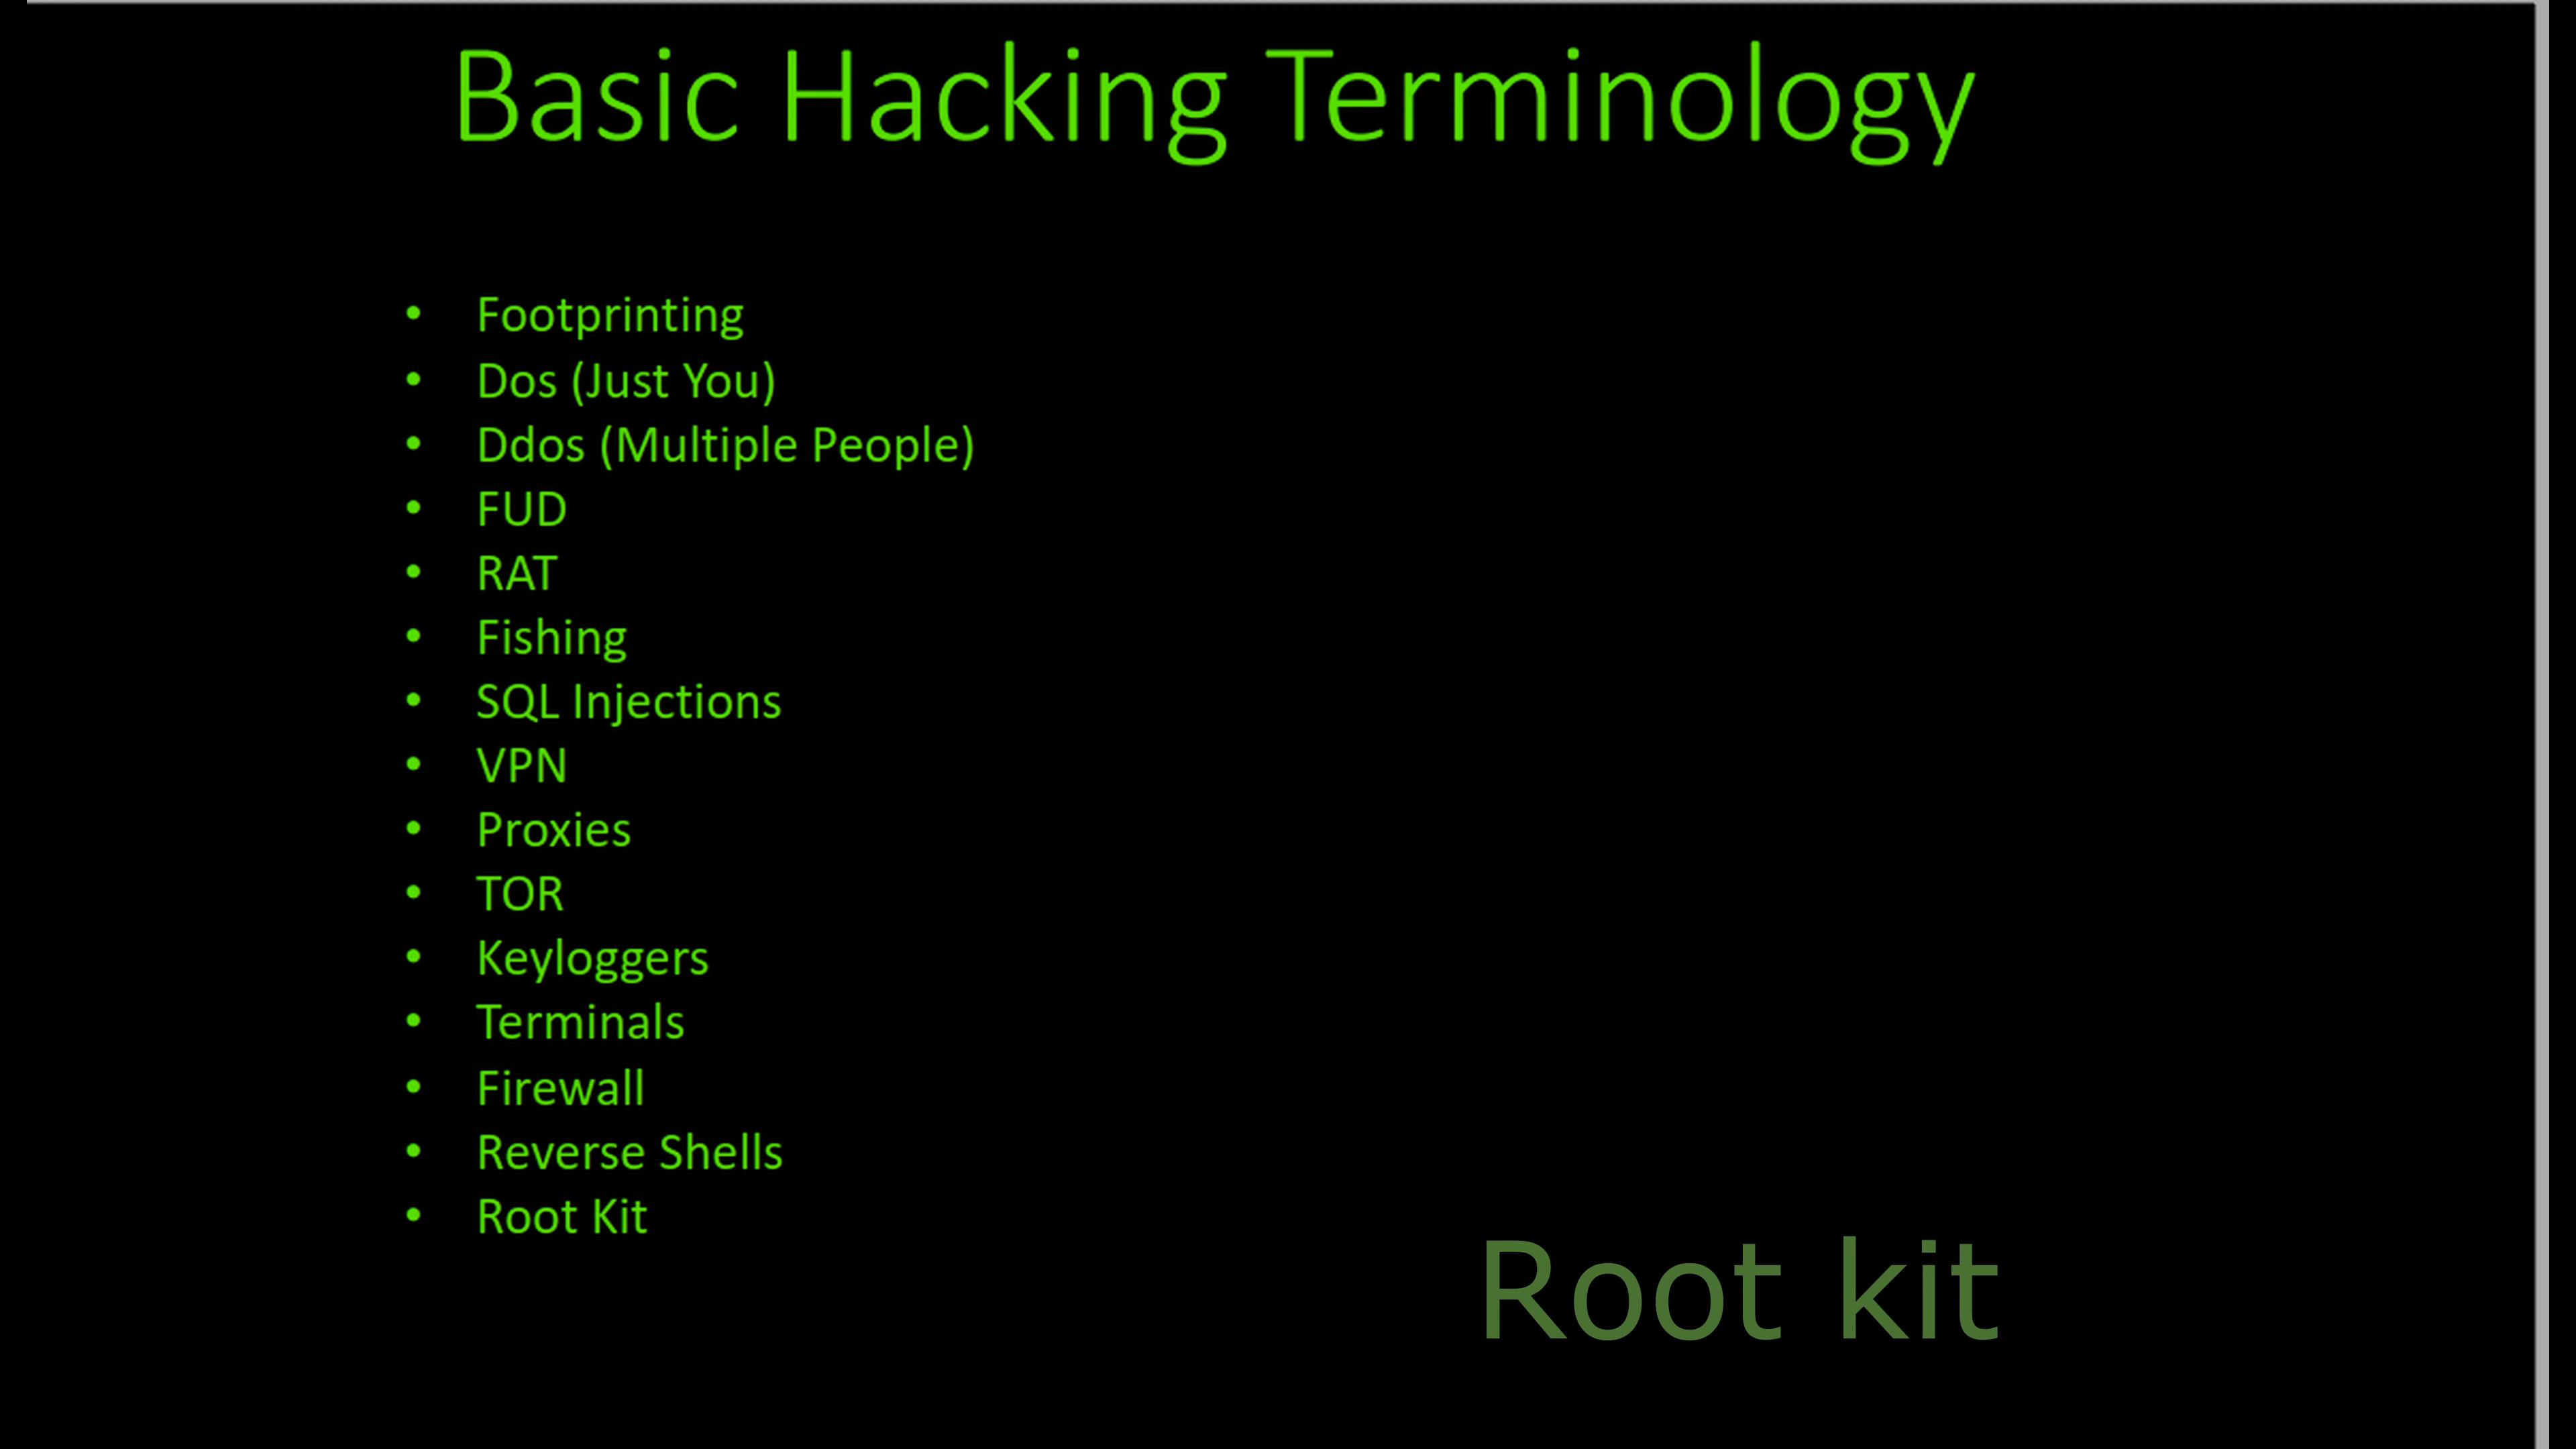 Basic Hacking Terminology
• Footprinting
• Dos (Just You)
• Ddos (Multiple People)
• FUD
• RAT
• Fishing
• SQL Injections
• VPN
• Proxies
• TOR
• Keyloggers
• Terminals
• Firewall
• Reverse Shells
• Root Kit
Root kit